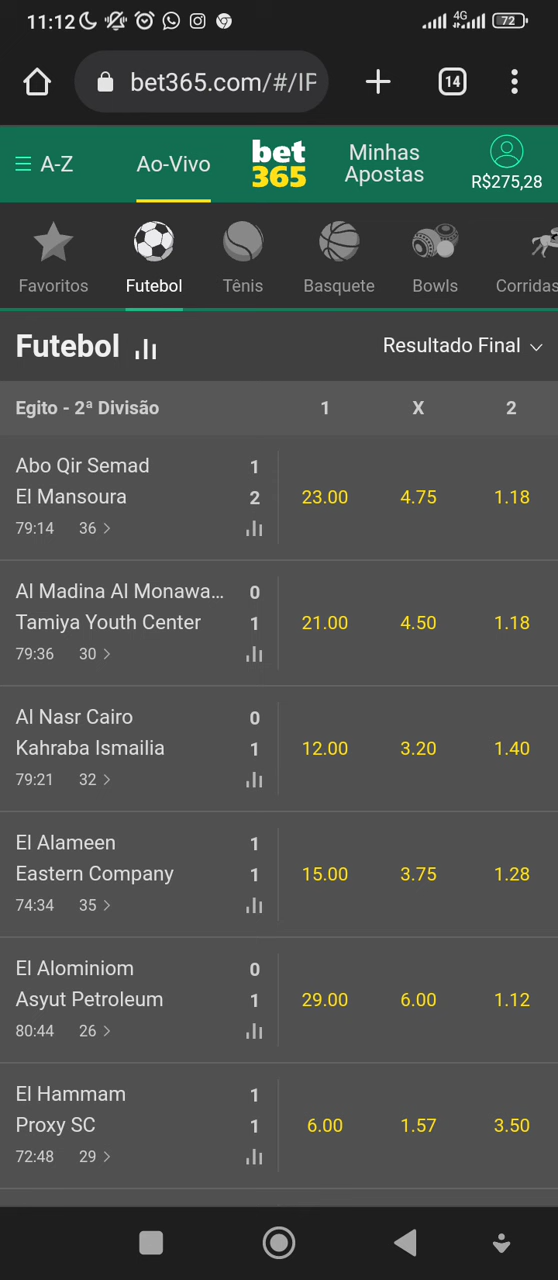 11:12
4G
72
bet365.com/#/IF
14
A-Z
Ao-Vivo
bet
365
Minhas
Apostas
R$275,28
Favoritos
Futebol
Tênis
Basquete
Bowls
Corridas
Futebol
Resultado Final
Egito - 2ª Divisão 1 X 2
Abo Qir Semad 1
El Mansoura 2 23.00 4.75 1.18
79:14 36
Al Madina Al Monawa... 0
Tamiya Youth Center 1 21.00 4.50 1.18
79:36 30
Al Nasr Cairo 0
Kahraba Ismailia 1 12.00 3.20 1.40
79:21 32
El Alameen 1
Eastern Company 1 15.00 3.75 1.28
74:34 35
El Alominiom 0
Asyut Petroleum 1 29.00 6.00 1.12
80:44 26
El Hammam 1
Proxy SC 1 6.00 1.57 3.50
72:48 29